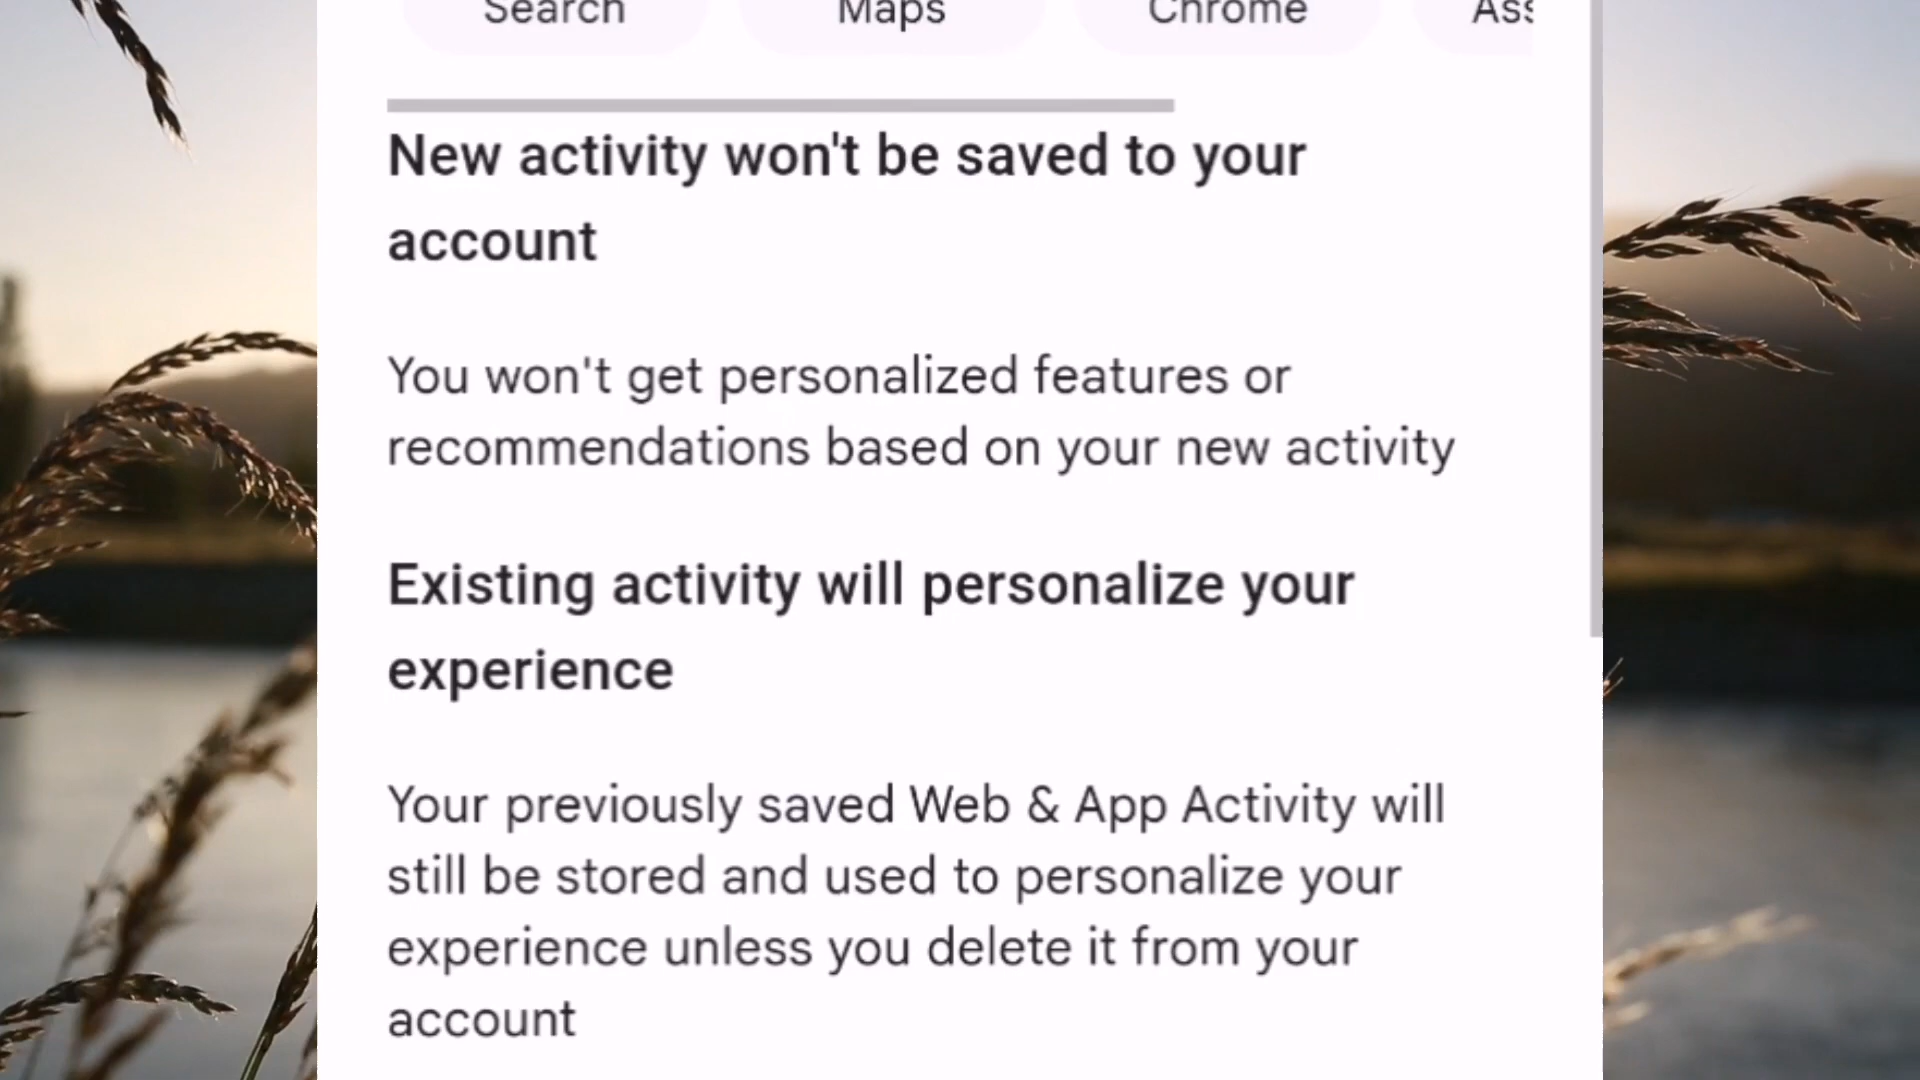 Search Maps Chrome
New activity won't be saved to your
account
You won't get personalized features or
recommendations based on your new activity
Existing activity will personalize your
experience
Your previously saved Web & App Activity will
still be stored and used to personalize your
experience unless you delete it from your
account